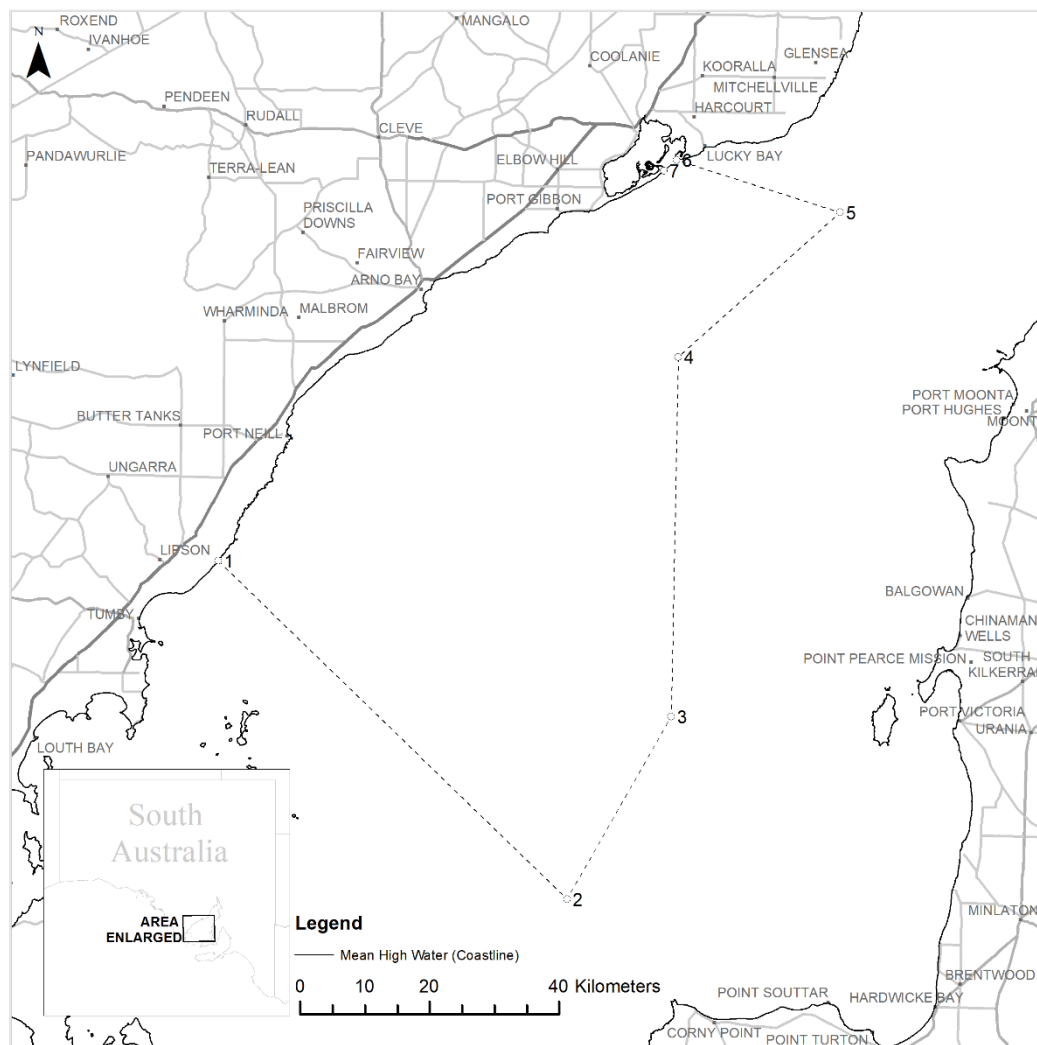 ROXEND
MANGALO
IVANHOE
N
COOLANIE
GLENSEA
KOORALLA
MITCHELLVILLE
PENDEEN
HARCOURT
RUDALL
CLEVE
PANDAWURLIE
ELBOW HILL
LUCKY BAY
6
7
TERRA-LEAN
PORT GIBBON
PRISCILLA
DOWNS
5
FAIRVIEW
ARNO BAY
WHARMINDA
MALBROM
4
LYNFIELD
PORT MOONTA
PORT HUGHES
MOONT
BUTTER TANKS
PORT NEILL
UNGARRA
LIPSON
1
BALGOWAN
TUMBY
CHINAMAN
WELLS
POINT PEARCE MISSION
SOUTH
KILKERRAN
3
PORT VICTORIA
URANIA
LOUTH BAY
South
Australia
2
AREA
ENLARGED
MINLATON
Legend
Mean High Water (Coastline)
BRENTWOOD
0 10 20 40 Kilometers
POINT SOUTTAR
HARDWICKE BAY
CORNY POINT
POINT TURTON